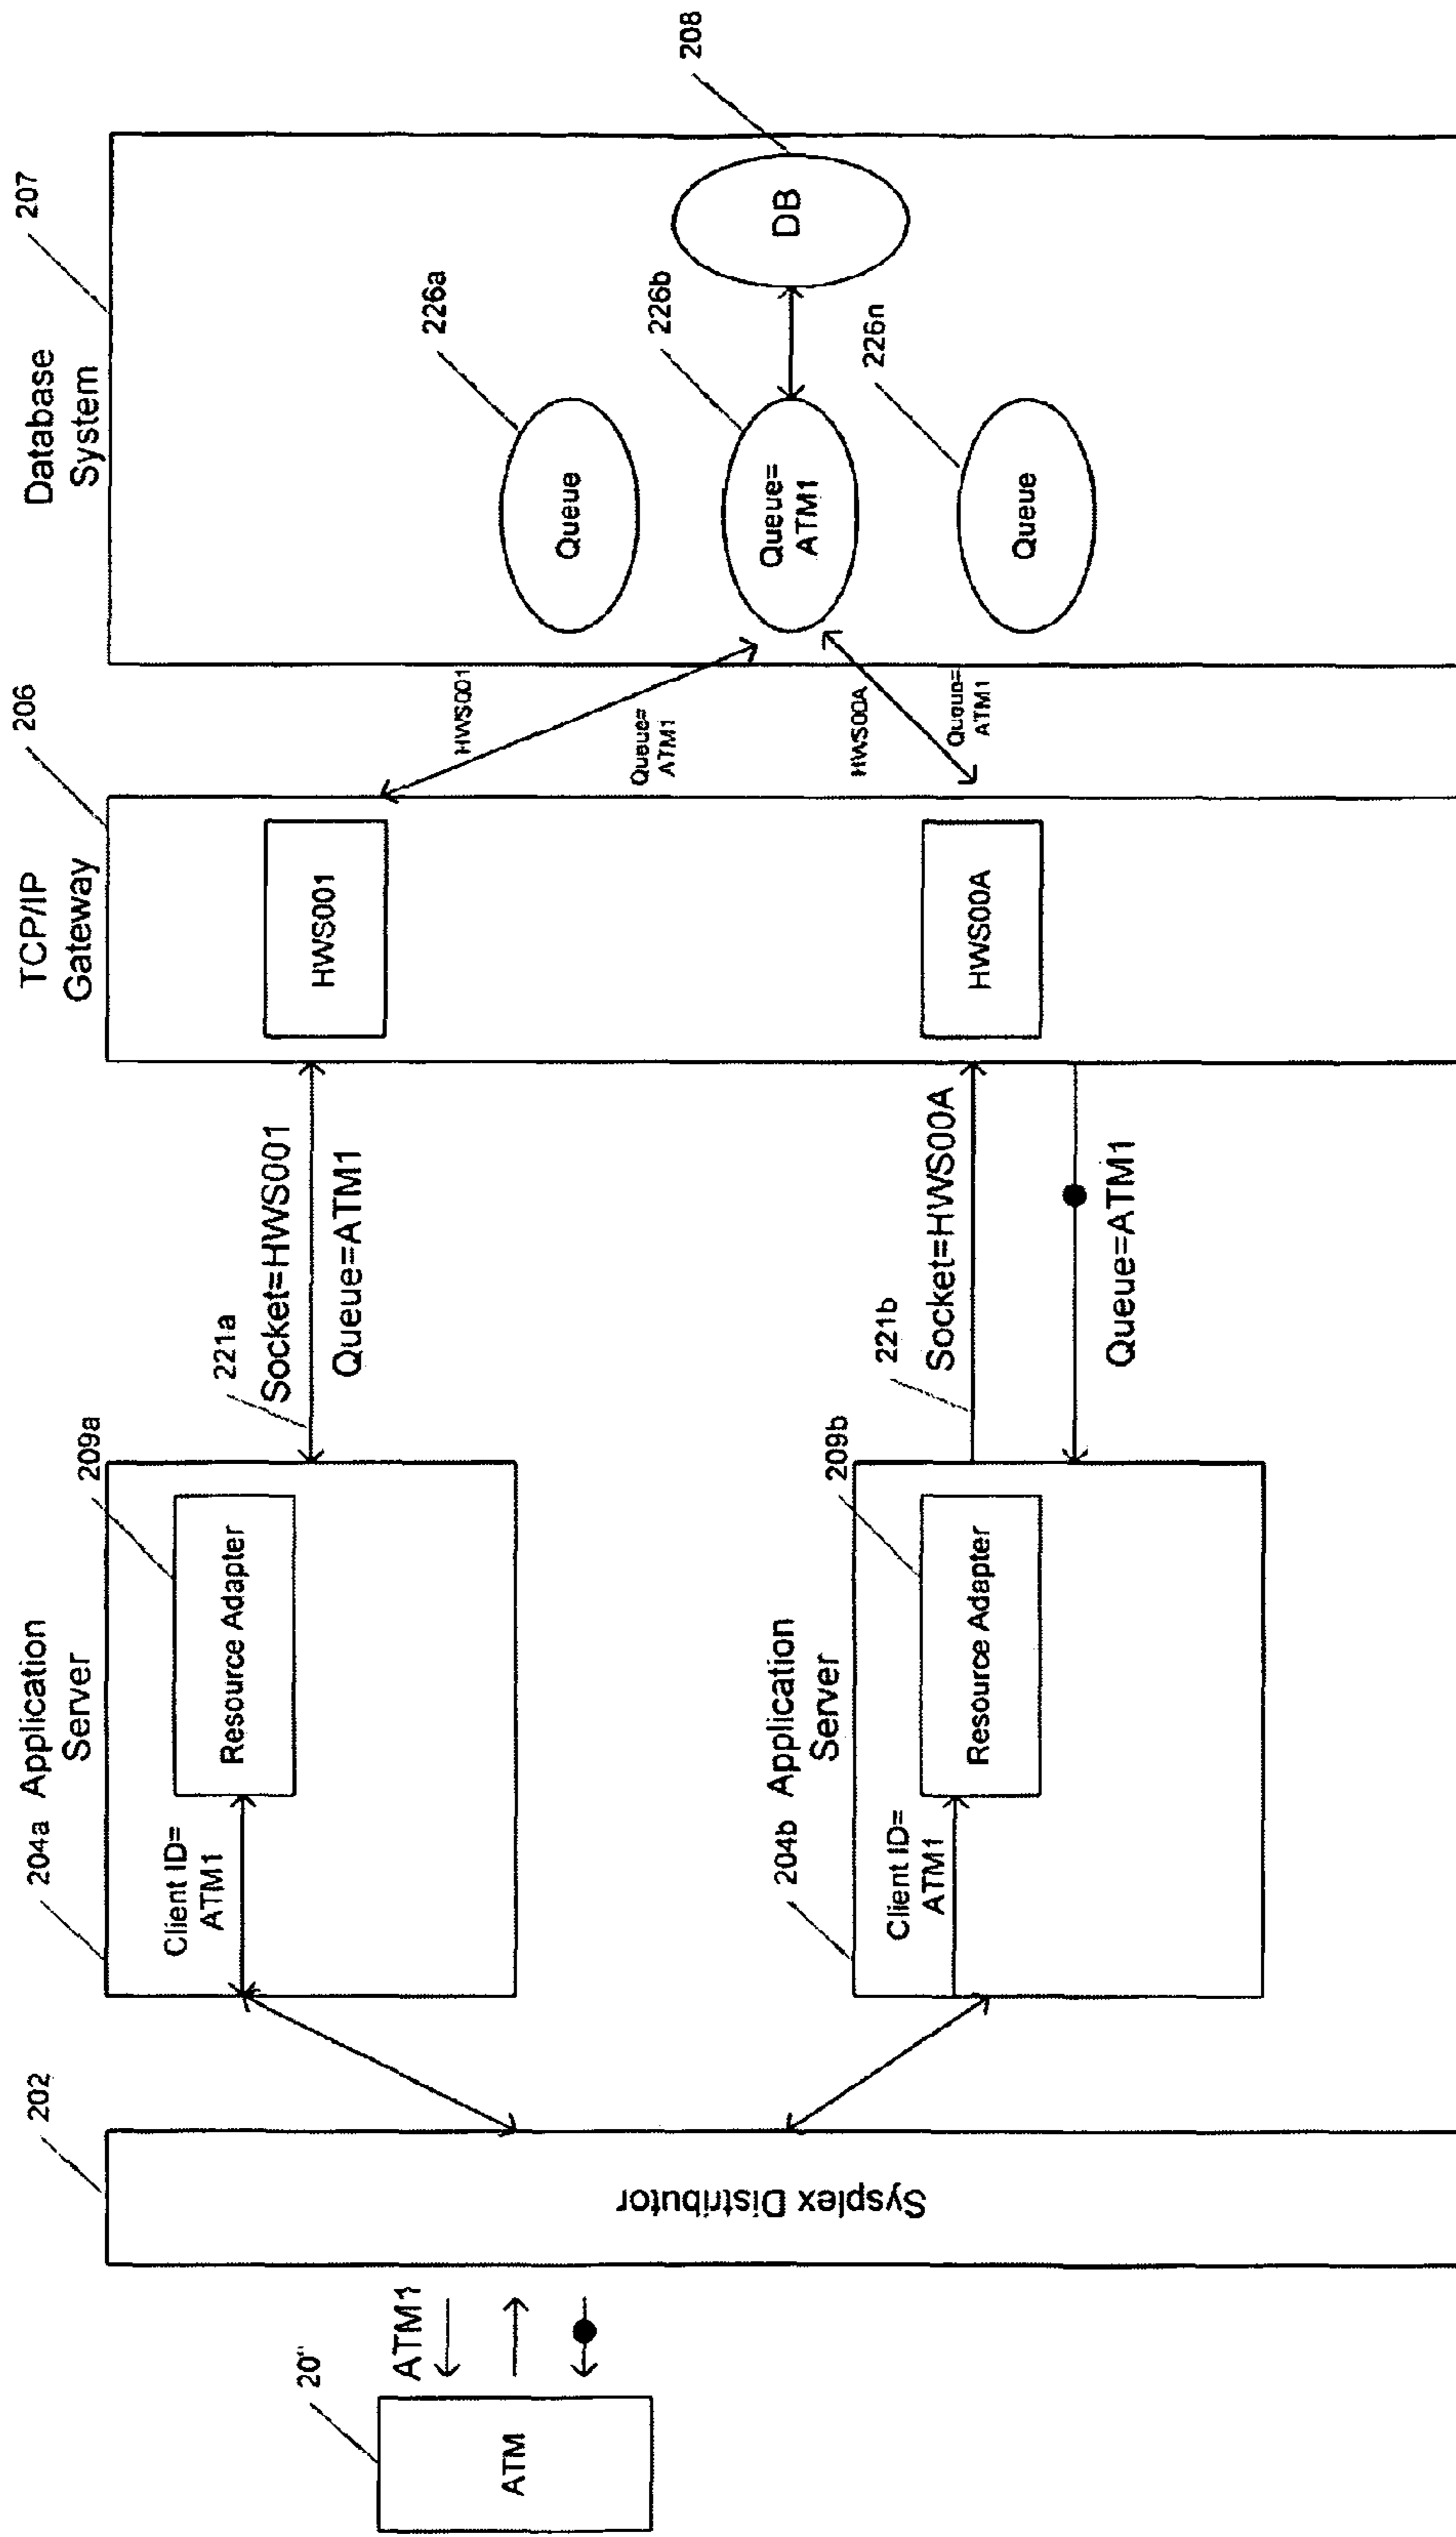 20"
ATM
ATM1
202
Sysplex Distributor
204a
Application
Server
Client ID=
ATM1
209a
Resource Adapter
221a
Socket=HWS001
Queue=ATM1
204b
Application
Server
Client ID=
ATM1
209b
Resource Adapter
221b
Socket=HWS00A
Queue=ATM1
TCP/IP
Gateway
206
HWS001
HWS00A
HWS001
Queue=
ATM1
HWS00A
Queue=
ATM1
Database
System
207
226a
Queue
226b
Queue=
ATM1
226n
Queue
208
DB